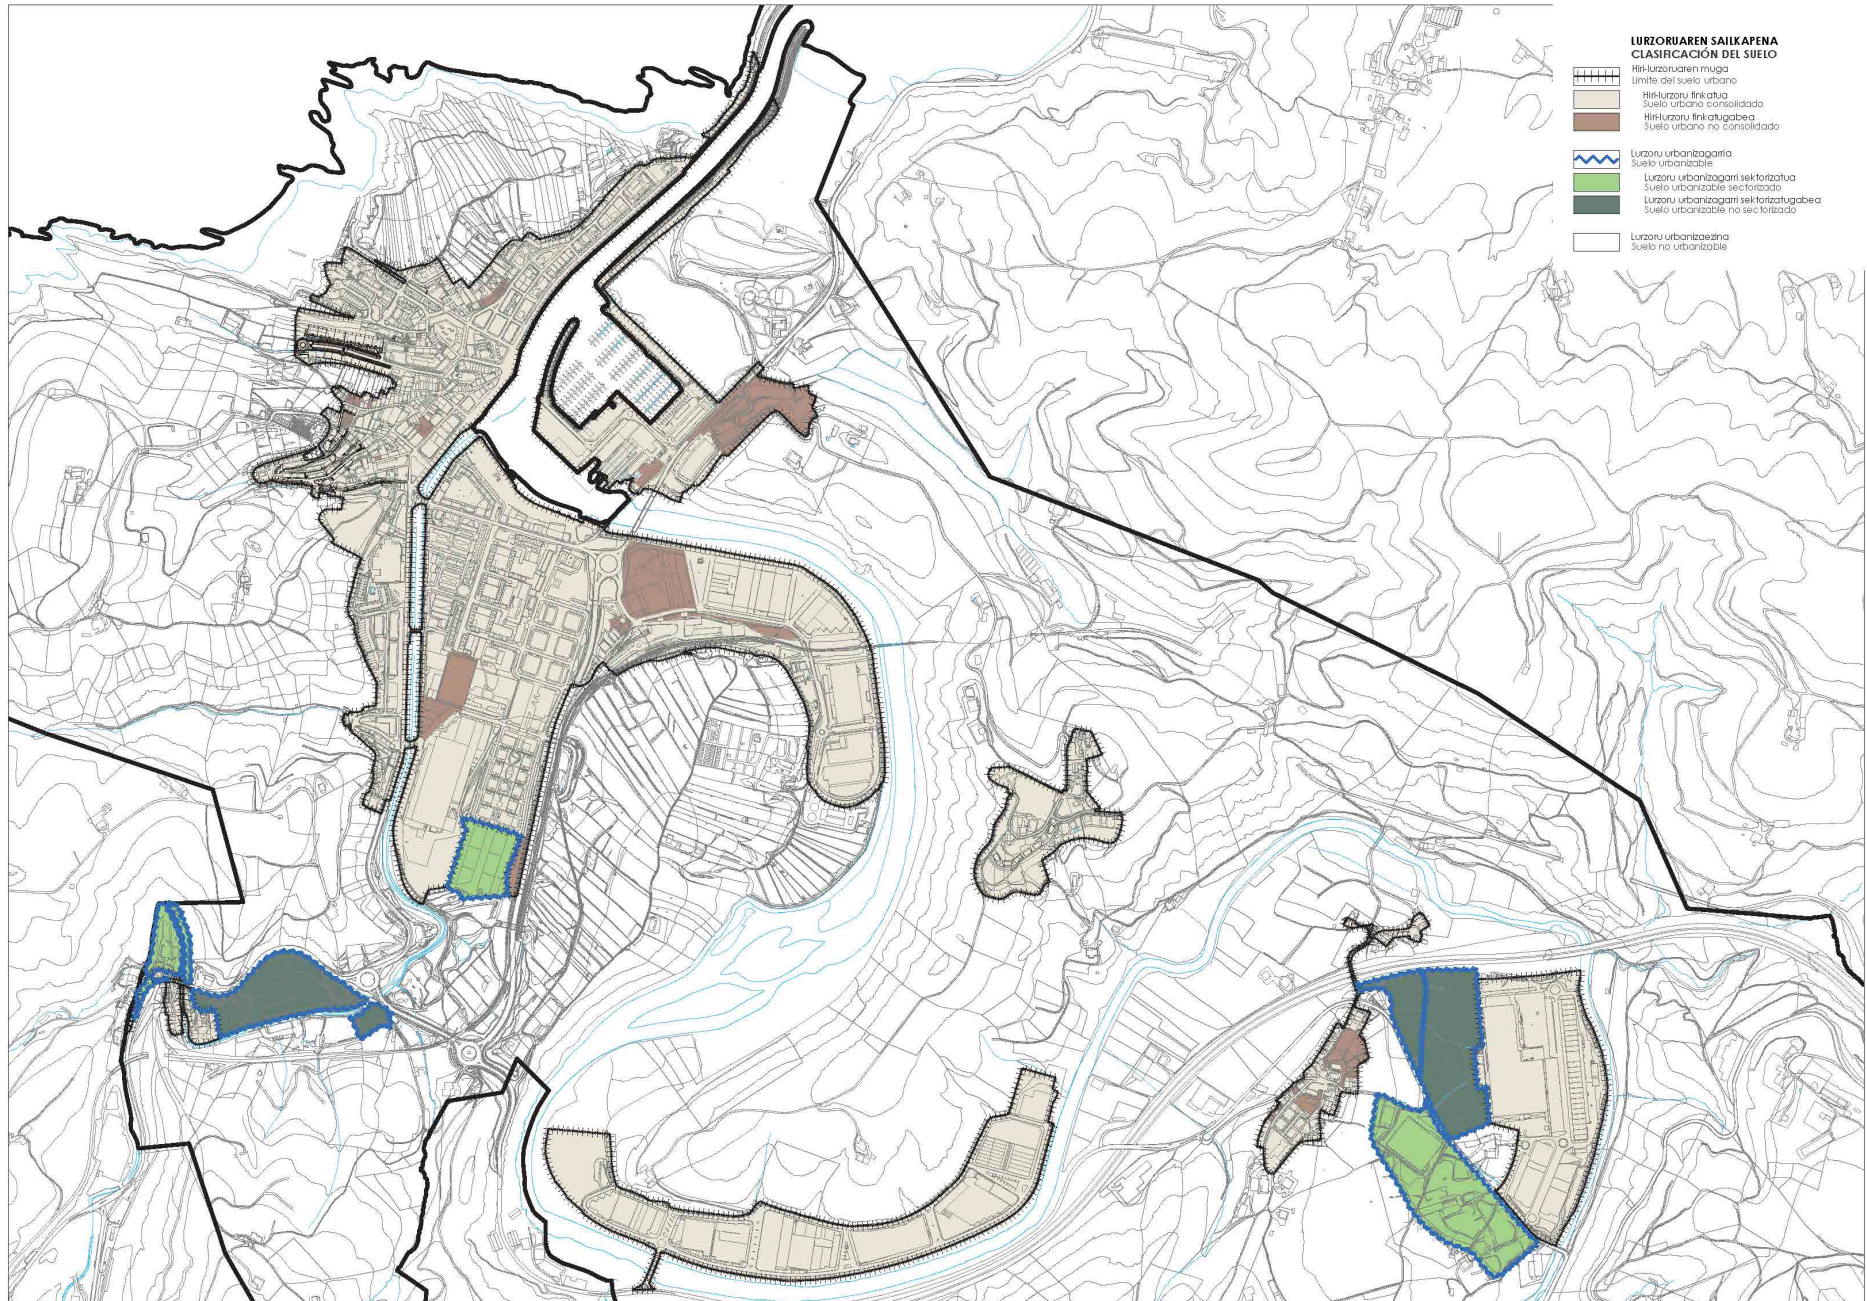 LURZORUAREN SAILKAPENA
CLASIFICACIÓN DEL SUELO
Hiri-lurzoruaren muga
Límite del suelo urbano
Hiri-lurzoru finkatua
Suelo urbano consolidado
Hiri-lurzoru finkatugabea
Suelo urbano no consolidado
Lurzoru urbanizagarria
Suelo urbanizable
Lurzoru urbanizagarri sektorizatua
Suelo urbanizable sectorizado
Lurzoru urbanizagarri sektorizatugabea
Suelo urbanizable no sectorizado
Lurzoru urbanizaezina
Suelo no urbanizable